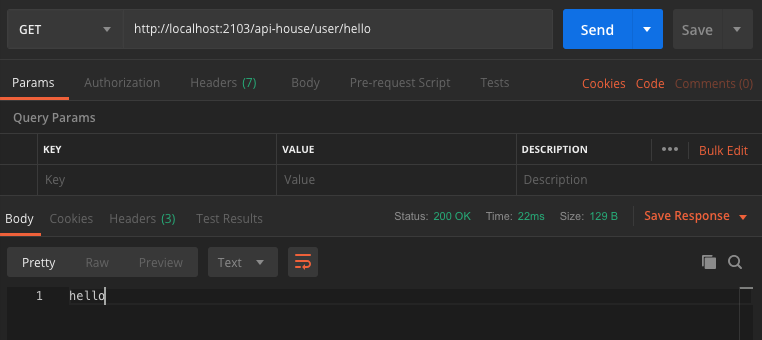 GET http://localhost:2103/api-house/user/hello Send Save
Params Authorization Headers (7) Body Pre-request Script Tests Cookies Code Comments (0)
Query Params
KEY VALUE DESCRIPTION ••• Bulk Edit
Key Value Description
Body Cookies Headers (3) Test Results Status: 200 OK Time: 22ms Size: 129 B Save Response
Pretty Raw Preview Text
1 hello